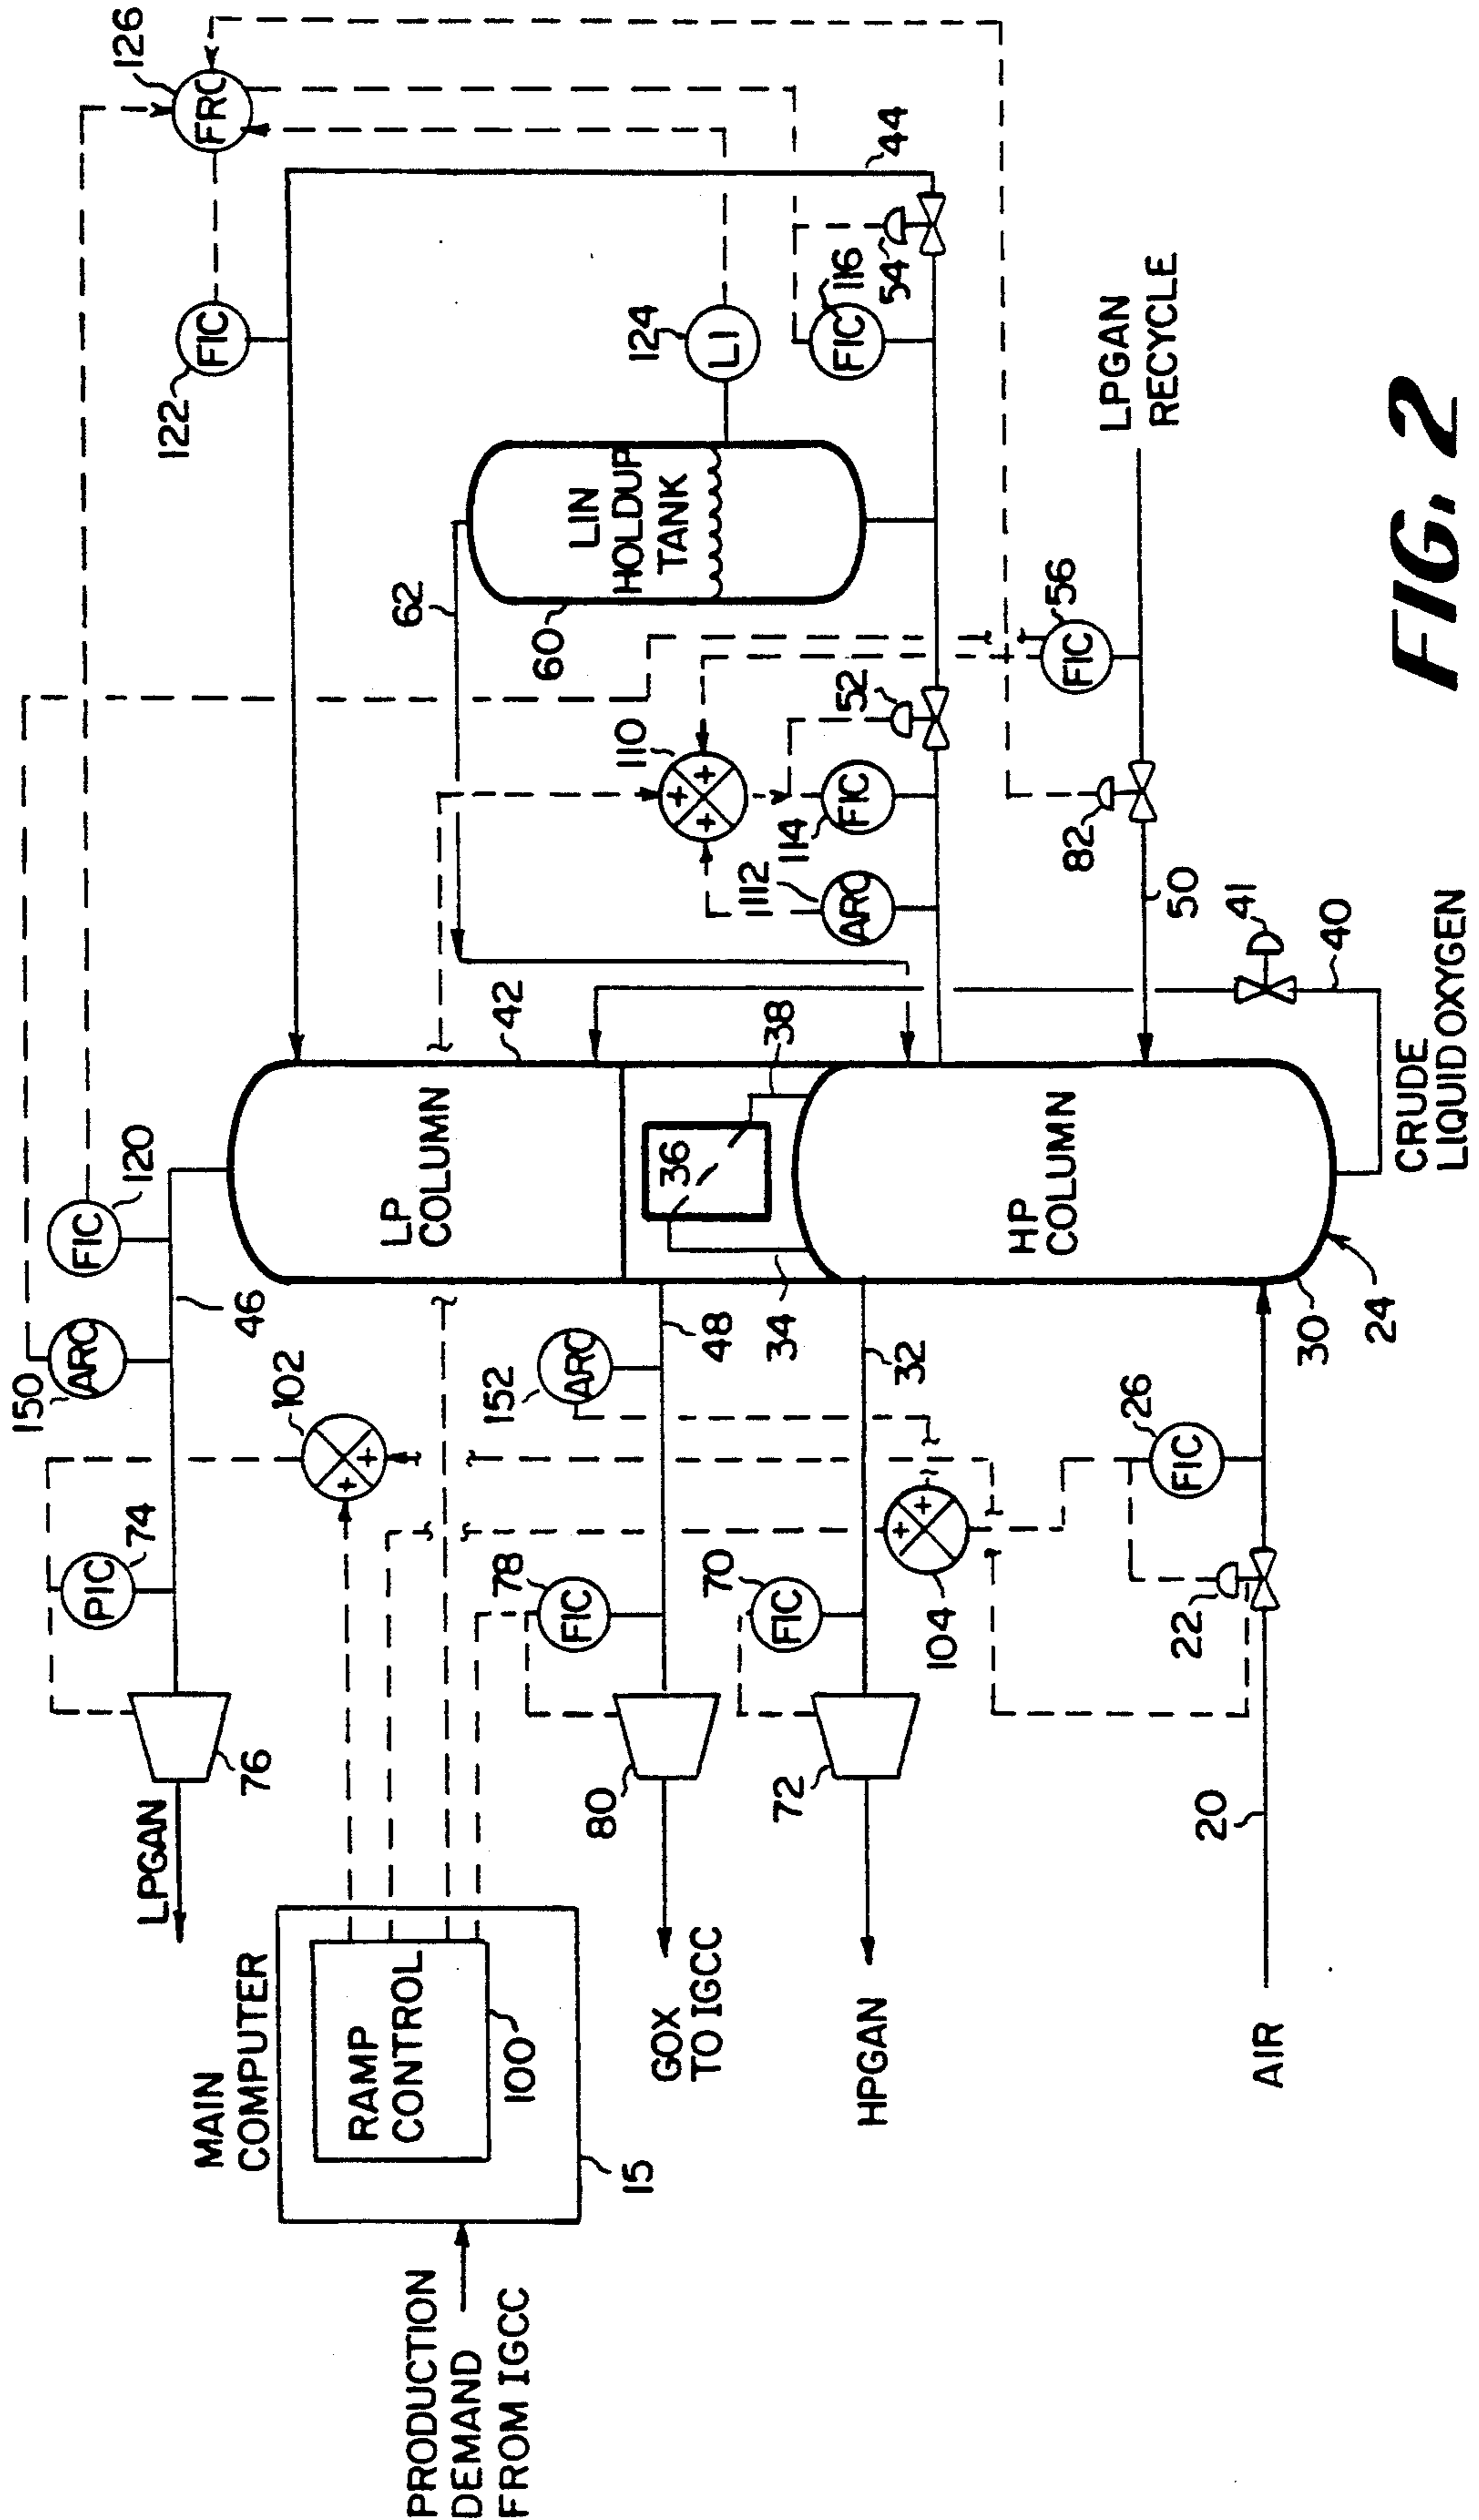 126
FRC
FIC
122
44
54
116
FIC
124
LI
LPGAN
RECYCLE
FIG. 2
LIN
HOLDUP
TANK
62
60
56
FIC
52
110
+
+
+
114
FIC
112
ARC
82
50
41
40
CRUDE
LIQUID OXYGEN
42
38
LP
COLUMN
36
HP
COLUMN
120
FIC
46
150
ARC
102
+
+
152
ARC
48
34
32
30
24
26
FIC
PIC
74
78
FIC
70
FIC
104
+
+
22
76
80
72
20
LPGAN
GOX
TO IGCC
HPGAN
AIR
MAIN
COMPUTER
RAMP
CONTROL
100
15
PRODUCTION
DEMAND
FROM IGCC